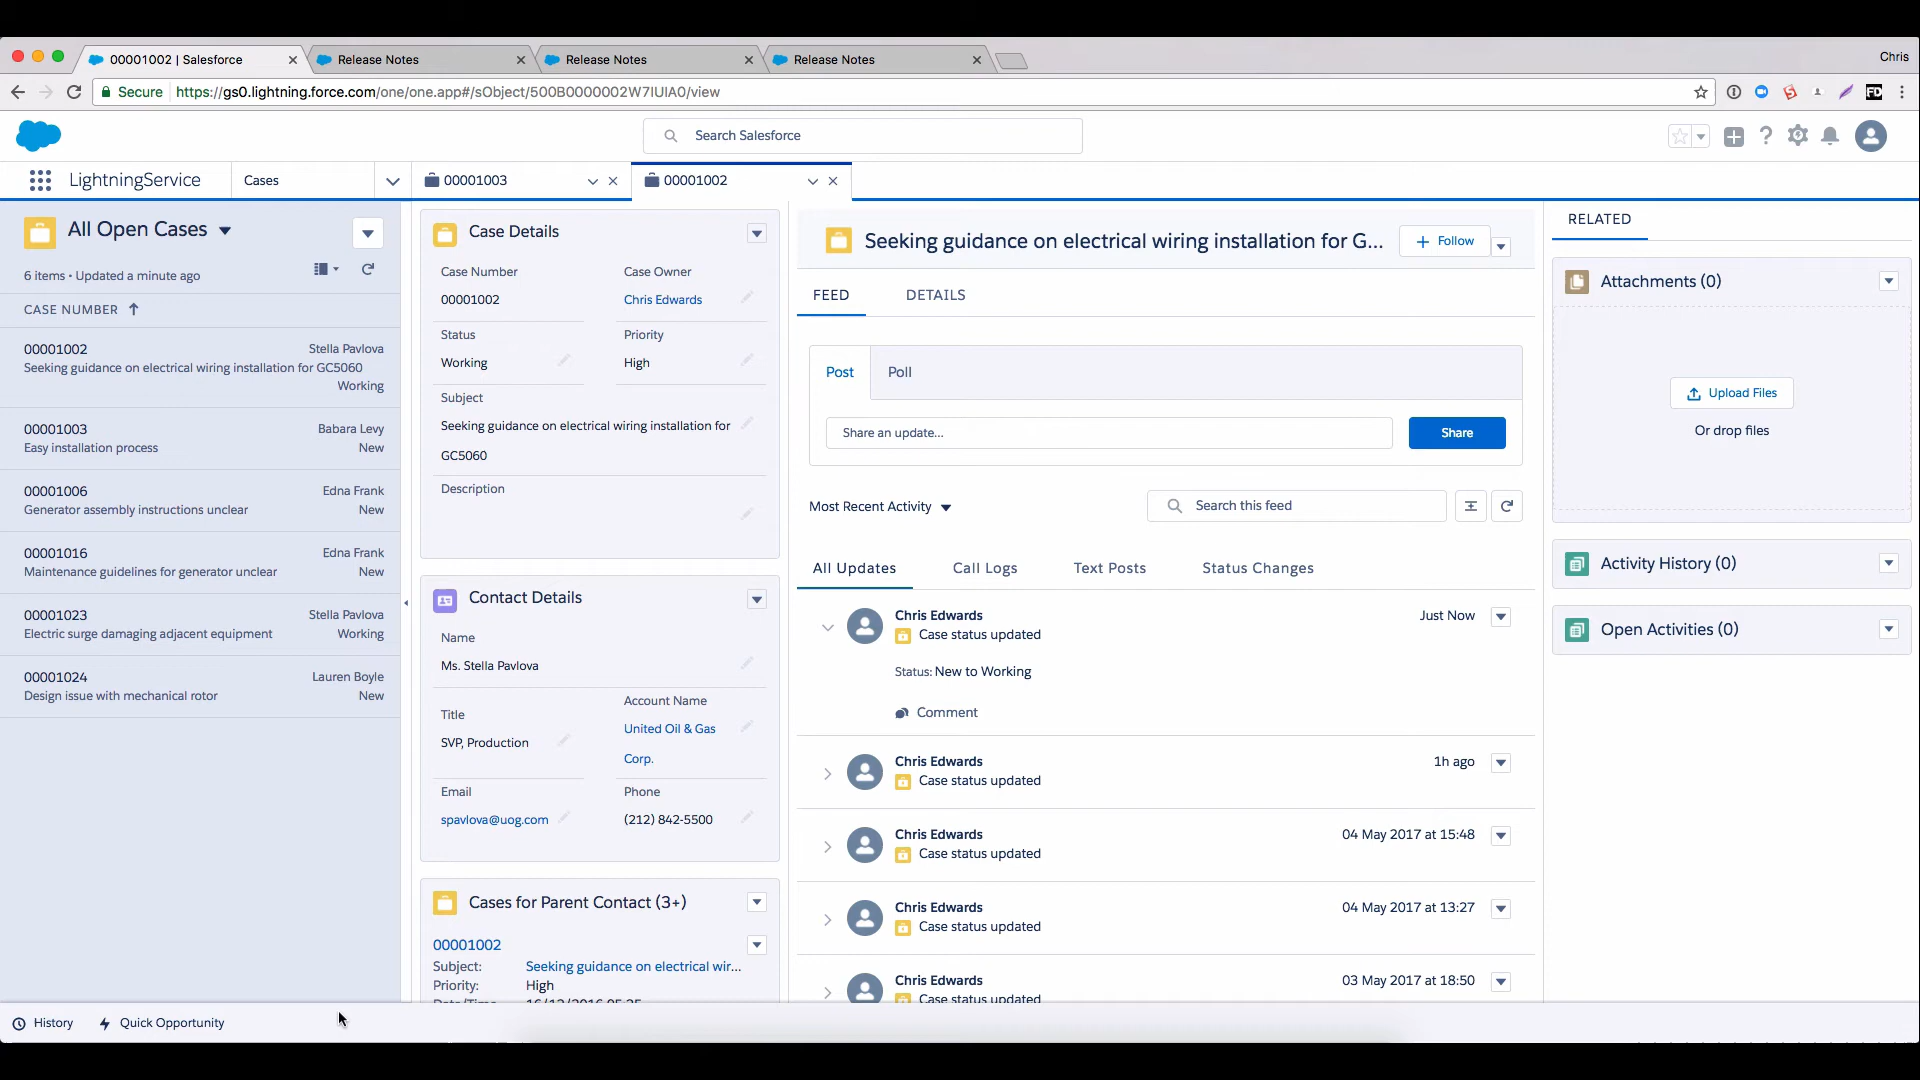 00001002 | Salesforce
Release Notes
Release Notes
Release Notes
Chris
Secure
https://gs0.lightning.force.com/one/one.app#/sObject/500B0000002W7IUIA0/view
FD
Search Salesforce
LightningService
Cases
00001003
00001002
All Open Cases
6 items • Updated a minute ago
CASE NUMBER
00001002 Stella Pavlova
Seeking guidance on electrical wiring installation for GC5060
Working
00001003 Babara Levy
Easy installation process New
00001006 Edna Frank
Generator assembly instructions unclear New
00001016 Edna Frank
Maintenance guidelines for generator unclear New
00001023 Stella Pavlova
Electric surge damaging adjacent equipment Working
00001024 Lauren Boyle
Design issue with mechanical rotor New
Case Details
Case Number Case Owner
00001002 Chris Edwards
Status Priority
Working High
Subject
Seeking guidance on electrical wiring installation for
GC5060
Description
Contact Details
Name
Ms. Stella Pavlova
Title Account Name
SVP, Production United Oil & Gas
Corp.
Email Phone
spavlova@uog.com (212) 842-5500
Cases for Parent Contact (3+)
00001002
Subject: Seeking guidance on electrical wir...
Priority: High
Seeking guidance on electrical wiring installation for G...
Follow
FEED DETAILS
Post Poll
Share an update...
Share
Most Recent Activity
Search this feed
All Updates Call Logs Text Posts Status Changes
Chris Edwards Just Now
Case status updated
Status: New to Working
Comment
Chris Edwards 1h ago
Case status updated
Chris Edwards 04 May 2017 at 15:48
Case status updated
Chris Edwards 04 May 2017 at 13:27
Case status updated
Chris Edwards 03 May 2017 at 18:50
Case status updated
RELATED
Attachments (0)
Upload Files
Or drop files
Activity History (0)
Open Activities (0)
History
Quick Opportunity